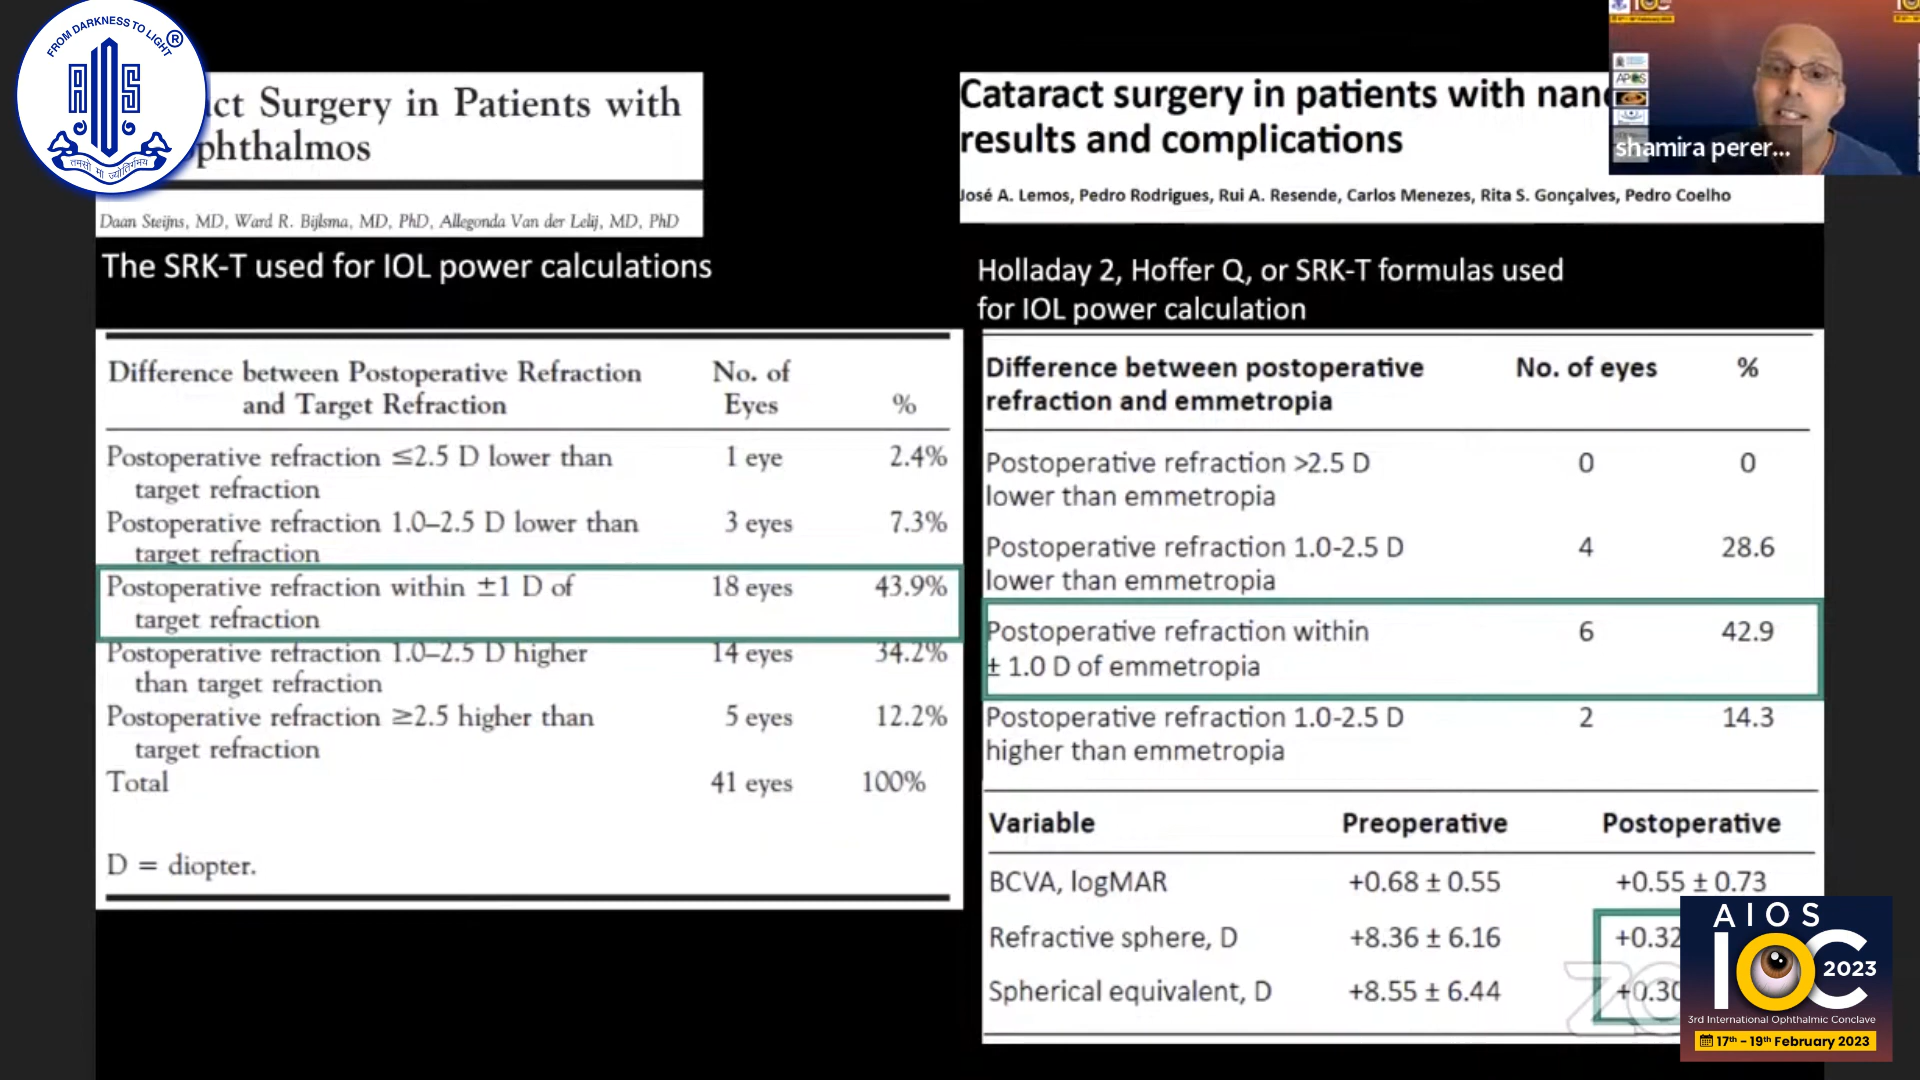 FROM DARKNESS TO LIGHT
®
AIOS
तमसो मा ज्योतिर्गमय
ct Surgery in Patients with
phthalmos
Daan Steijns, MD, Ward R. Bijlsma, MD, PhD, Allegonda Van der Lelij, MD, PhD
The SRK-T used for IOL power calculations
Difference between Postoperative Refraction No. of
and Target Refraction Eyes %
Postoperative refraction ≤2.5 D lower than 1 eye 2.4%
target refraction
Postoperative refraction 1.0–2.5 D lower than 3 eyes 7.3%
target refraction
Postoperative refraction within ±1 D of 18 eyes 43.9%
target refraction
Postoperative refraction 1.0–2.5 D higher 14 eyes 34.2%
than target refraction
Postoperative refraction ≥2.5 higher than 5 eyes 12.2%
target refraction
Total 41 eyes 100%
D = diopter.
Cataract surgery in patients with nan
results and complications
José A. Lemos, Pedro Rodrigues, Rui A. Resende, Carlos Menezes, Rita S. Gonçalves, Pedro Coelho
Holladay 2, Hoffer Q, or SRK-T formulas used
for IOL power calculation
Difference between postoperative No. of eyes %
refraction and emmetropia
Postoperative refraction >2.5 D 0 0
lower than emmetropia
Postoperative refraction 1.0-2.5 D 4 28.6
lower than emmetropia
Postoperative refraction within 6 42.9
± 1.0 D of emmetropia
Postoperative refraction 1.0-2.5 D 2 14.3
higher than emmetropia
Variable Preoperative Postoperative
BCVA, logMAR +0.68 ± 0.55 +0.55 ± 0.73
Refractive sphere, D +8.36 ± 6.16 +0.32
Spherical equivalent, D +8.55 ± 6.44 +0.30
APOS
shamira perer...
AIOS
IOC
2023
3rd International Ophthalmic Conclave
17th - 19th February 2023